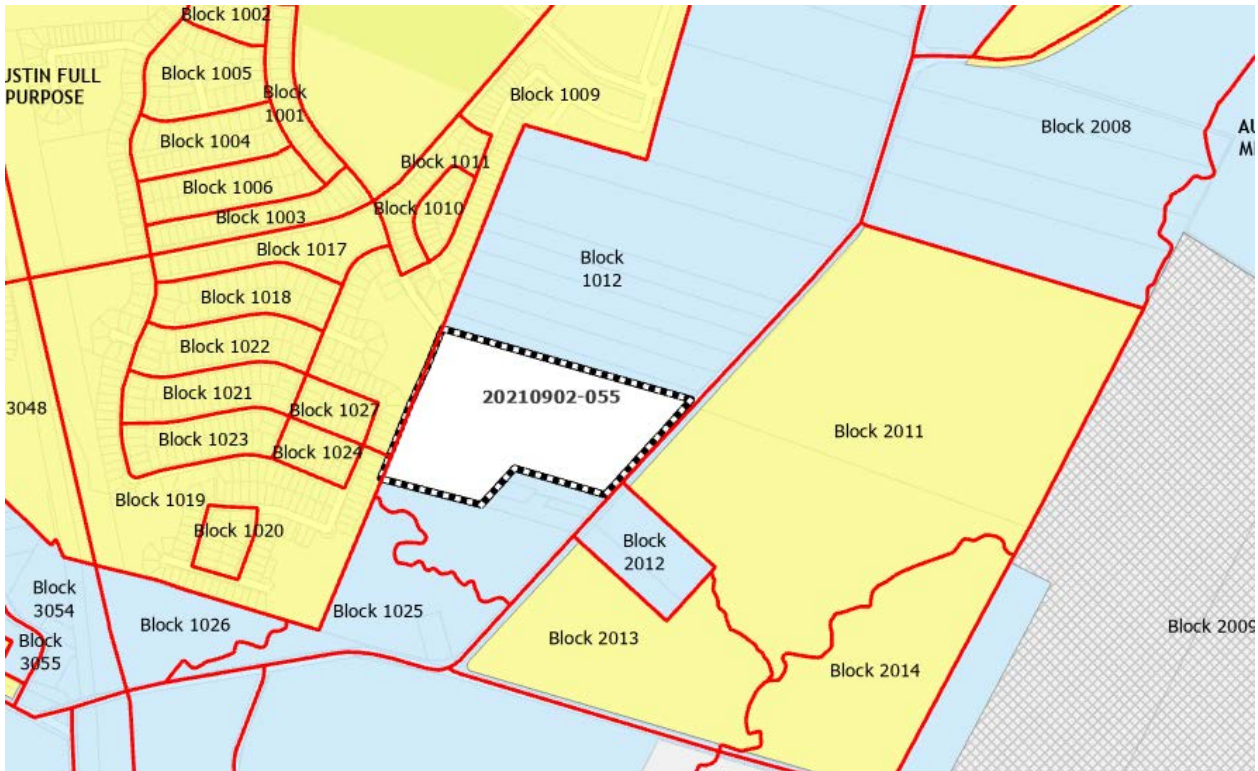 Block 1002
Block 1005
USTIN FULL
PURPOSE
Block
1001
Block 1009
Block 1004
Block 2008
Block 1011
Block 1006
Block 1010
Block 1003
Block 1017
Block
1012
Block 1018
Block 1022
Block 1021
Block 1027
20210902-055
3048
Block 1023
Block 1024
Block 2011
Block 1019
Block 1020
Block
2012
Block
3054
Block 1025
Block 1026
Block 2013
Block 2009
Block
3055
Block 2014